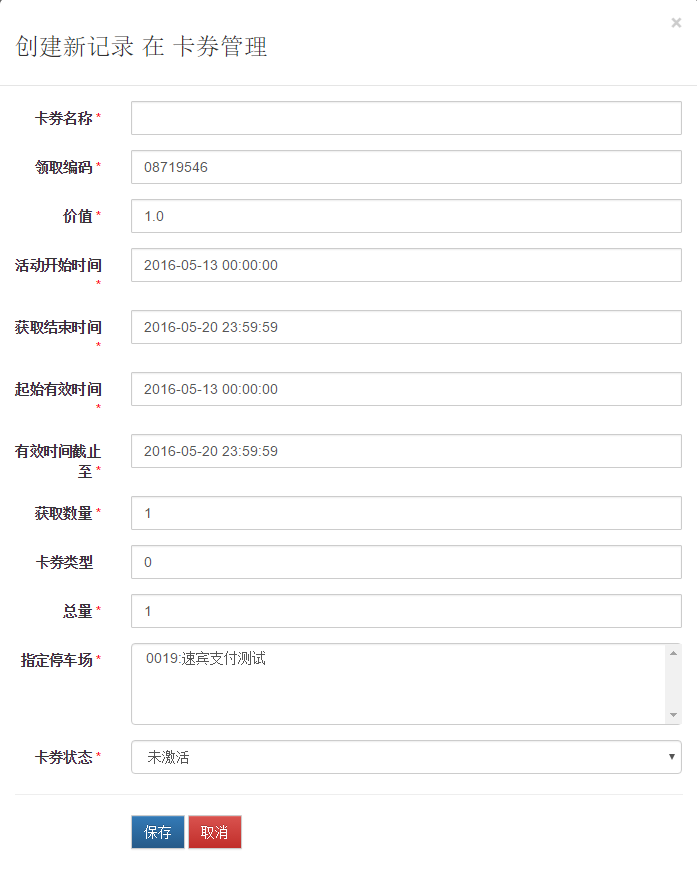 ×
创建新记录 在 卡券管理
卡券名称 *
领取编码 * 08719546
价值 * 1.0
活动开始时间 * 2016-05-13 00:00:00
获取结束时间 * 2016-05-20 23:59:59
起始有效时间 * 2016-05-13 00:00:00
有效时间截止 2016-05-20 23:59:59
至 *
获取数量 * 1
卡券类型 0
总量 * 1
指定停车场 * 0019:速宾支付测试
卡券状态 * 未激活
保存 取消